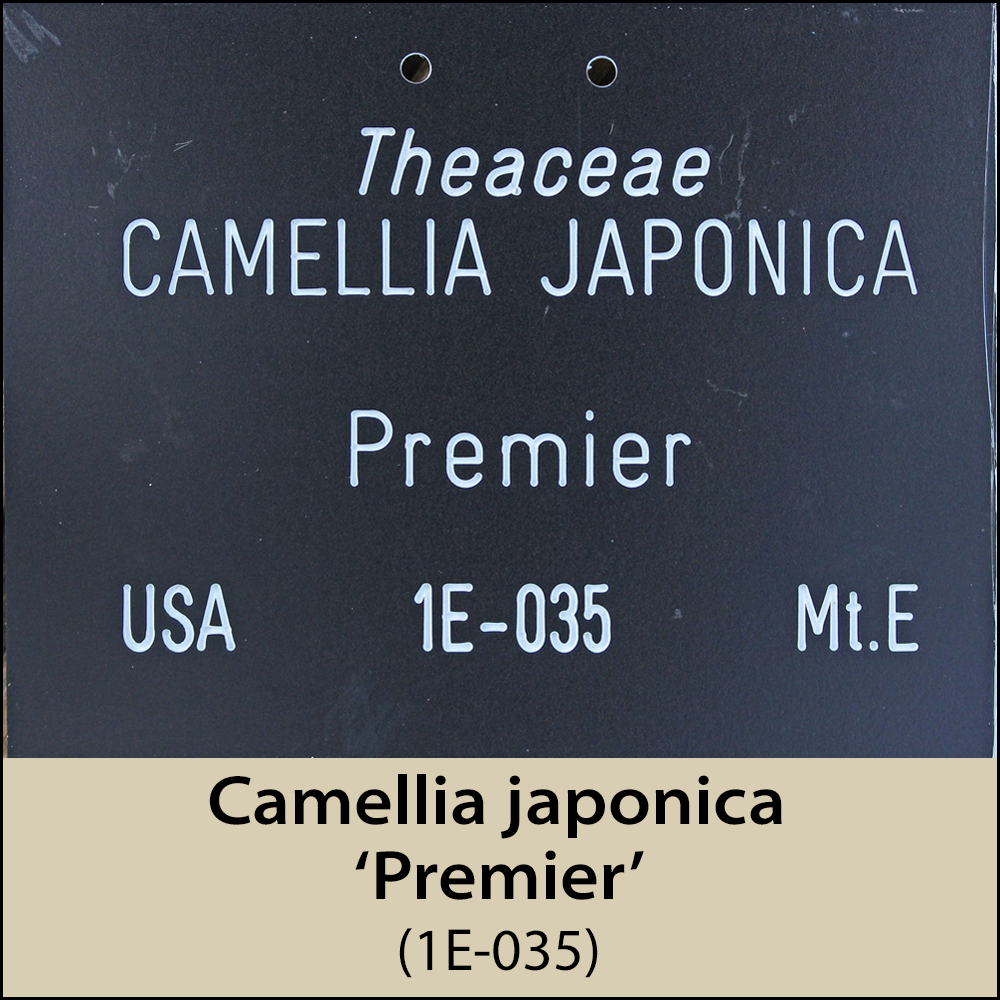 Theaceae
CAMELLIA JAPONICA
Premier
USA 1E-035 Mt.E
Camellia japonica
‘Premier’
(1E-035)